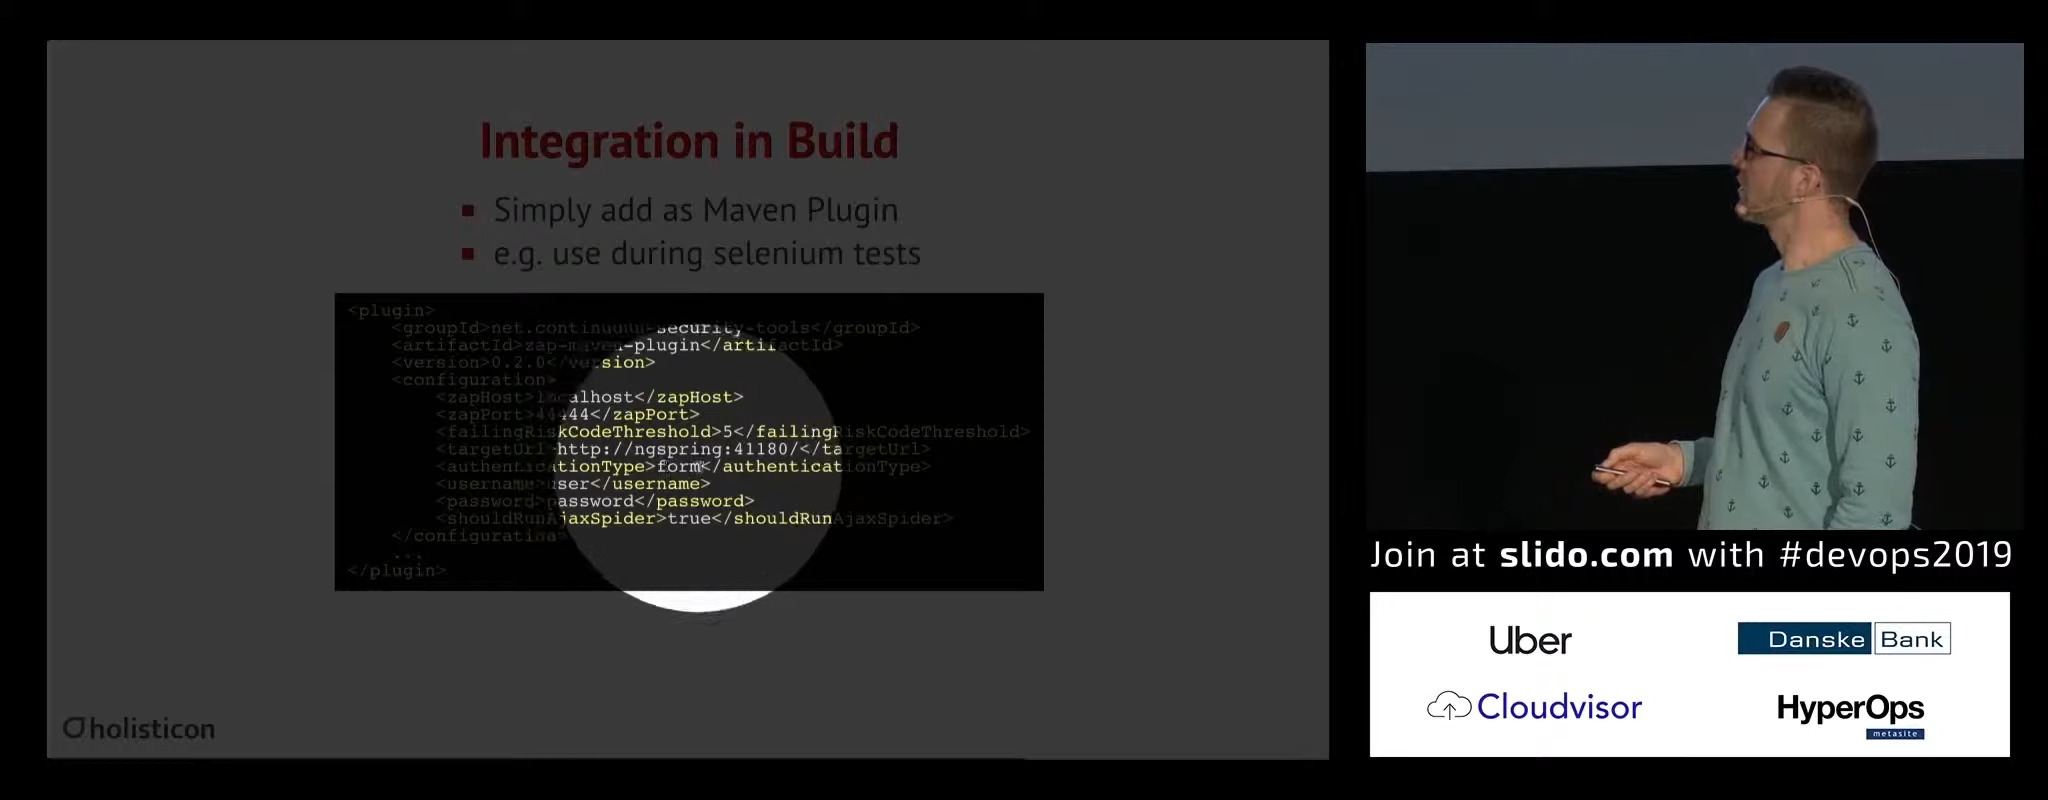 Integration in Build
Simply add as Maven Plugin
e.g. use during selenium tests
<plugin>
<groupId>net.continuum-security-tools</groupId>
<artifactId>zap-maven-plugin</artifactId>
<version>0.2.0</version>
<configuration>
<zapHost>localhost</zapHost>
<zapPort>44444</zapPort>
<failingRiskCodeThreshold>5</failingRiskCodeThreshold>
<targetUrl>http://ngspring:41180/</targetUrl>
<authenticationType>form</authenticationType>
<username>user</username>
<password>password</password>
<shouldRunAjaxSpider>true</shouldRunAjaxSpider>
</configuration>
...
</plugin>
holisticon
Join at slido.com with #devops2019
Uber
Danske Bank
Cloudvisor
HyperOps
metasite